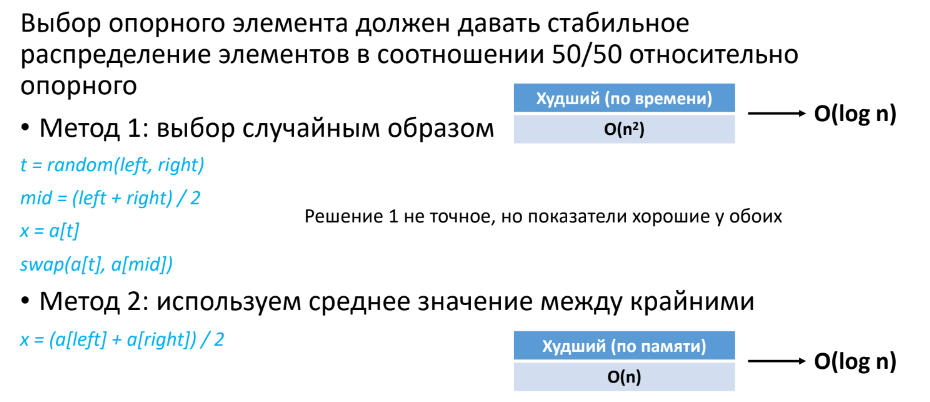 Выбор опорного элемента должен давать стабильное
распределение элементов в соотношении 50/50 относительно
опорного
Худший (по времени)
O(n²)
O(log n)
• Метод 1: выбор случайным образом
t = random(left, right)
mid = (left + right) / 2
x = a[t]
swap(a[t], a[mid])
Решение 1 не точное, но показатели хорошие у обоих
• Метод 2: используем среднее значение между крайними
x = (a[left] + a[right]) / 2
Худший (по памяти)
O(n)
O(log n)